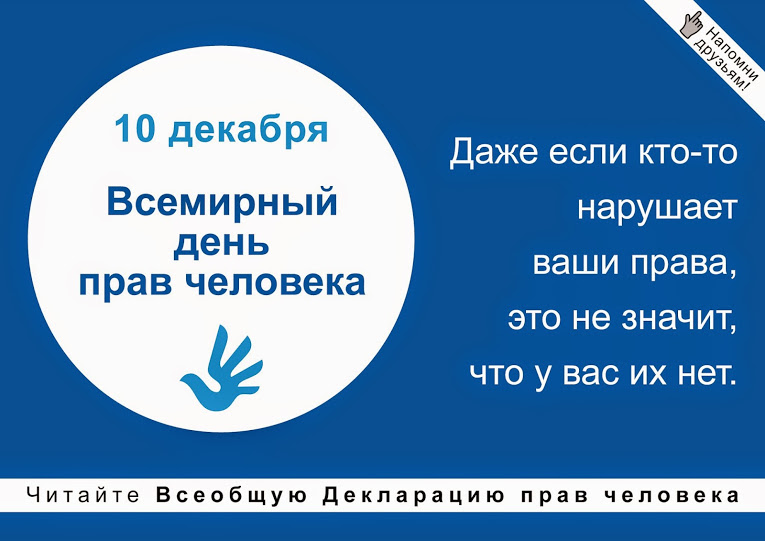 10 декабря
Всемирный
день
прав человека
Напомни
друзьям!
Даже если кто-то
нарушает
ваши права,
это не значит,
что у вас их нет.
Читайте Всеобщую Декларацию прав человека